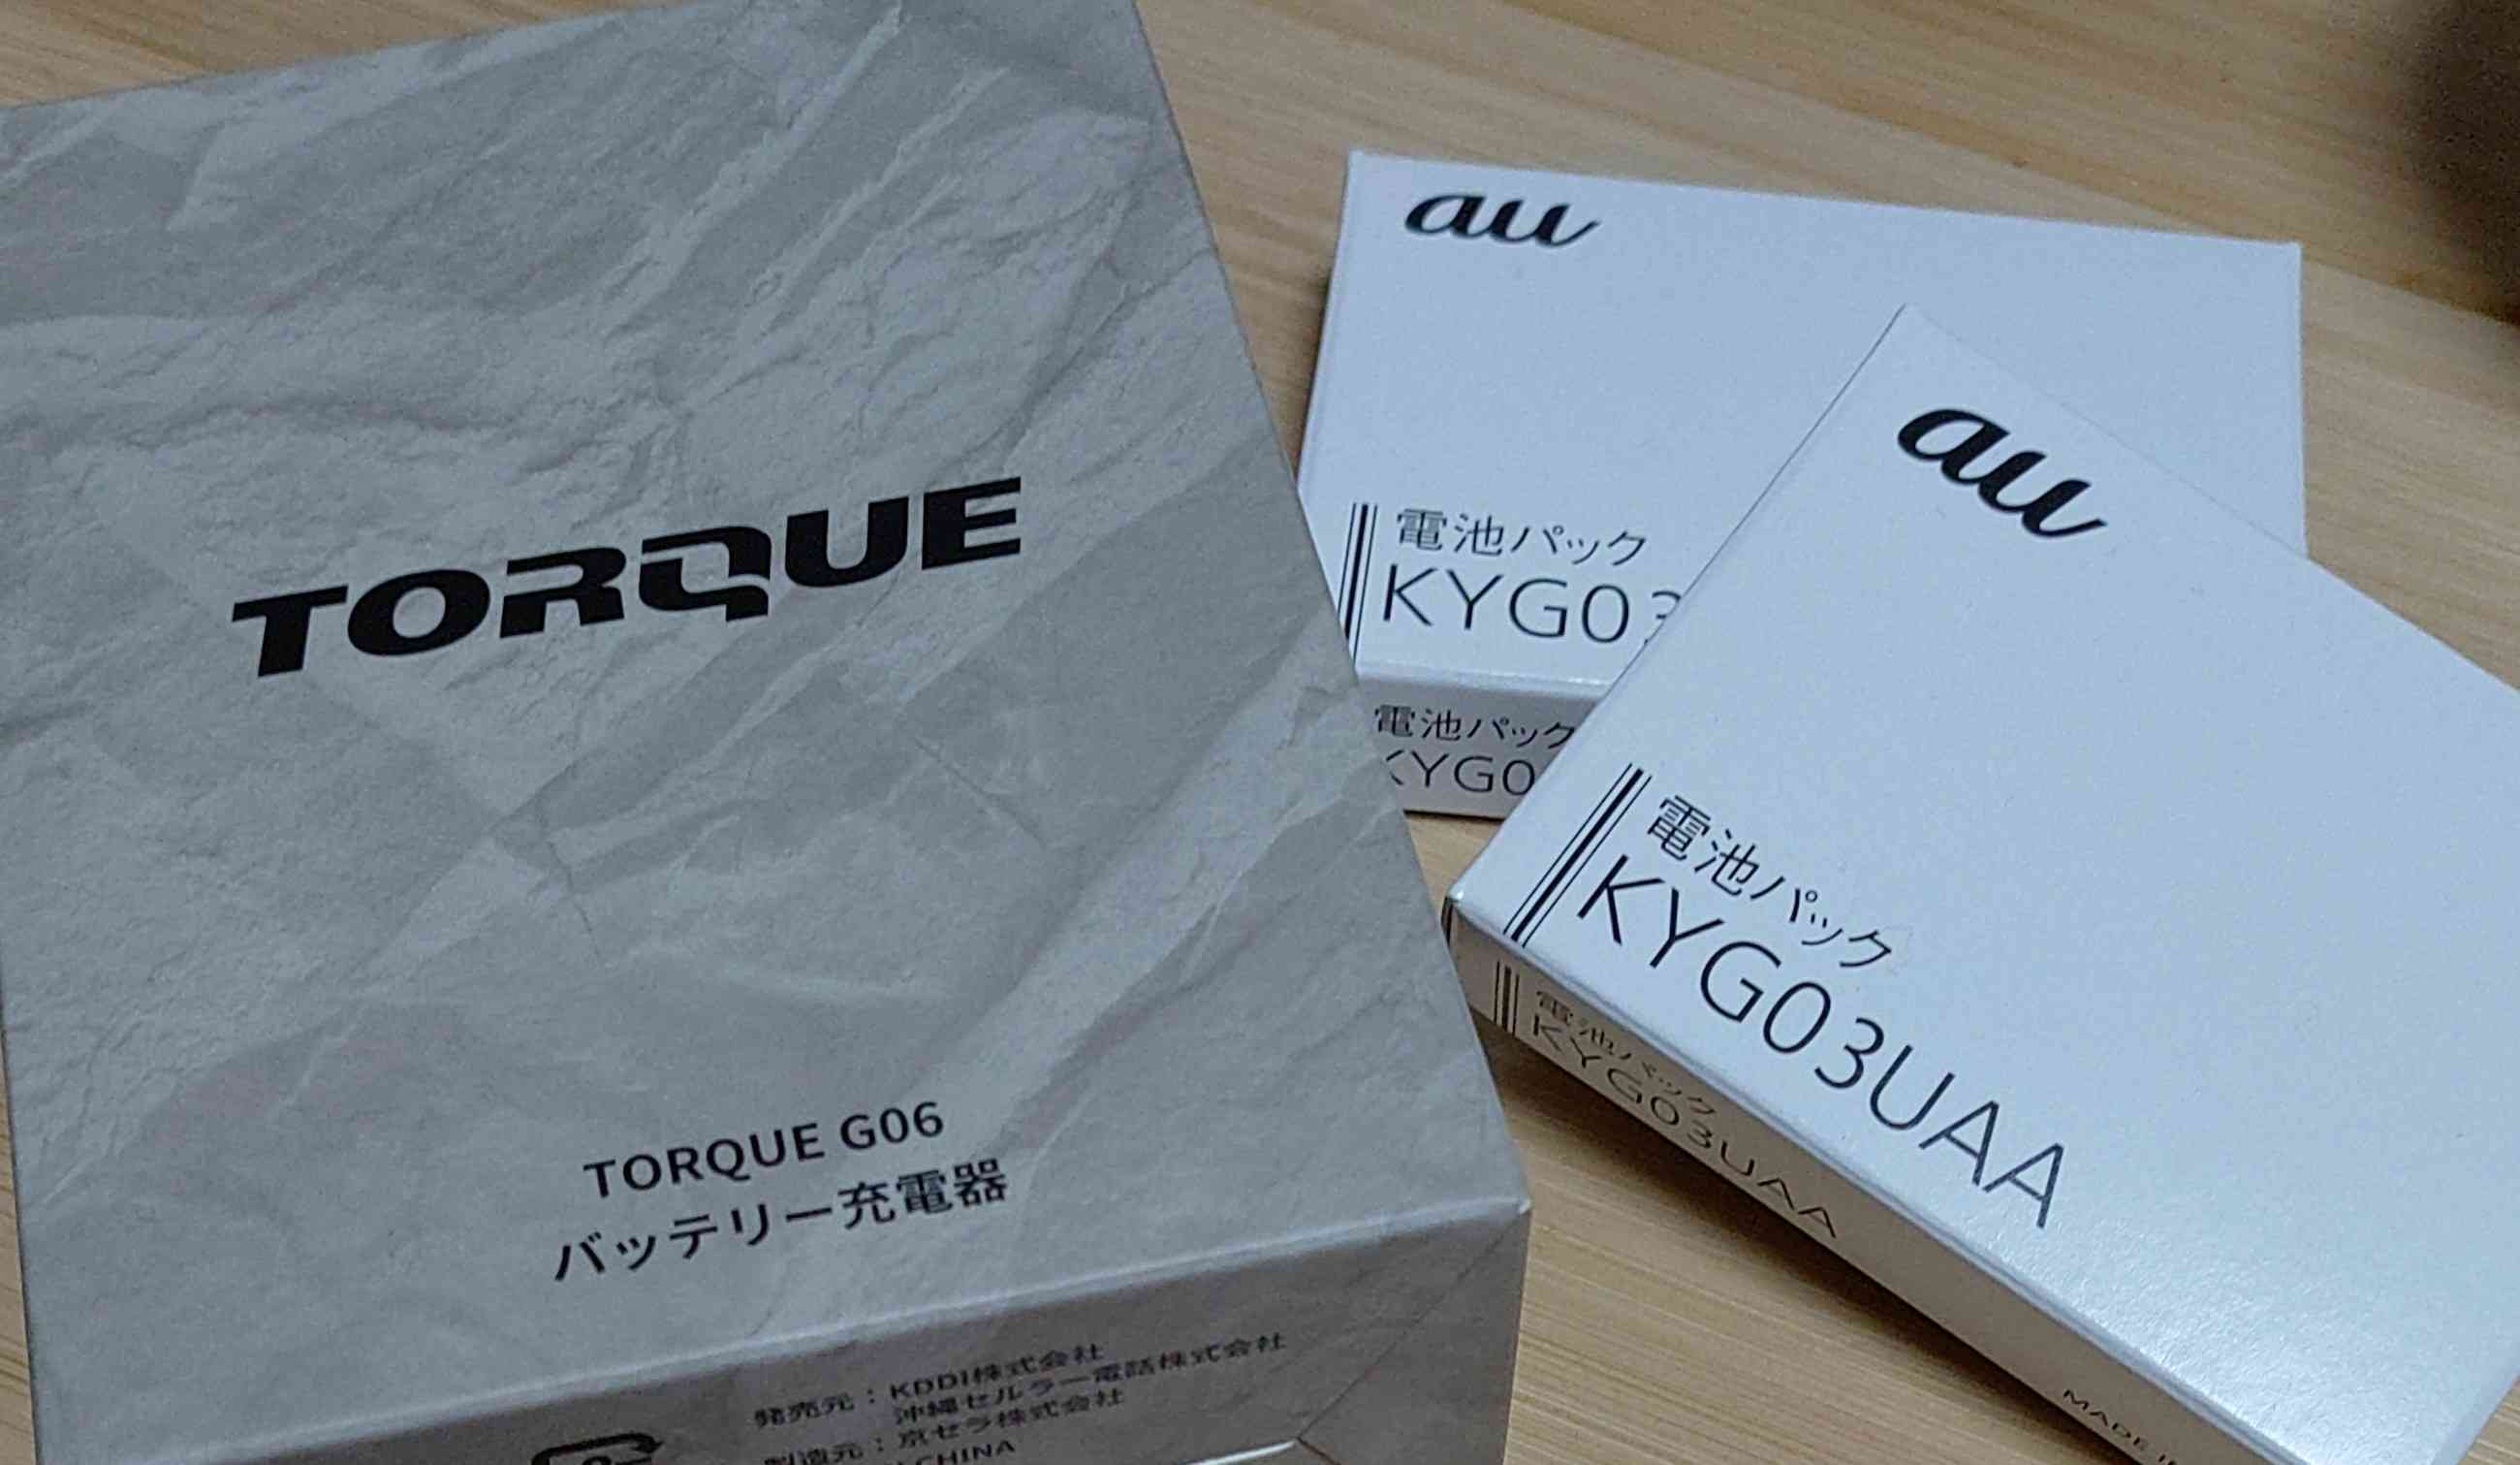 TORQUE
TORQUE G06
バッテリー充電器
発売元：KDDI株式会社
沖縄セルラー電話株式会社
製造元：京セラ株式会社
CHINA
au
電池パック
KYG03
電池パック
KYG0
au
電池パック
KYG03UAA
電池パック
KYG03UAA
MADE